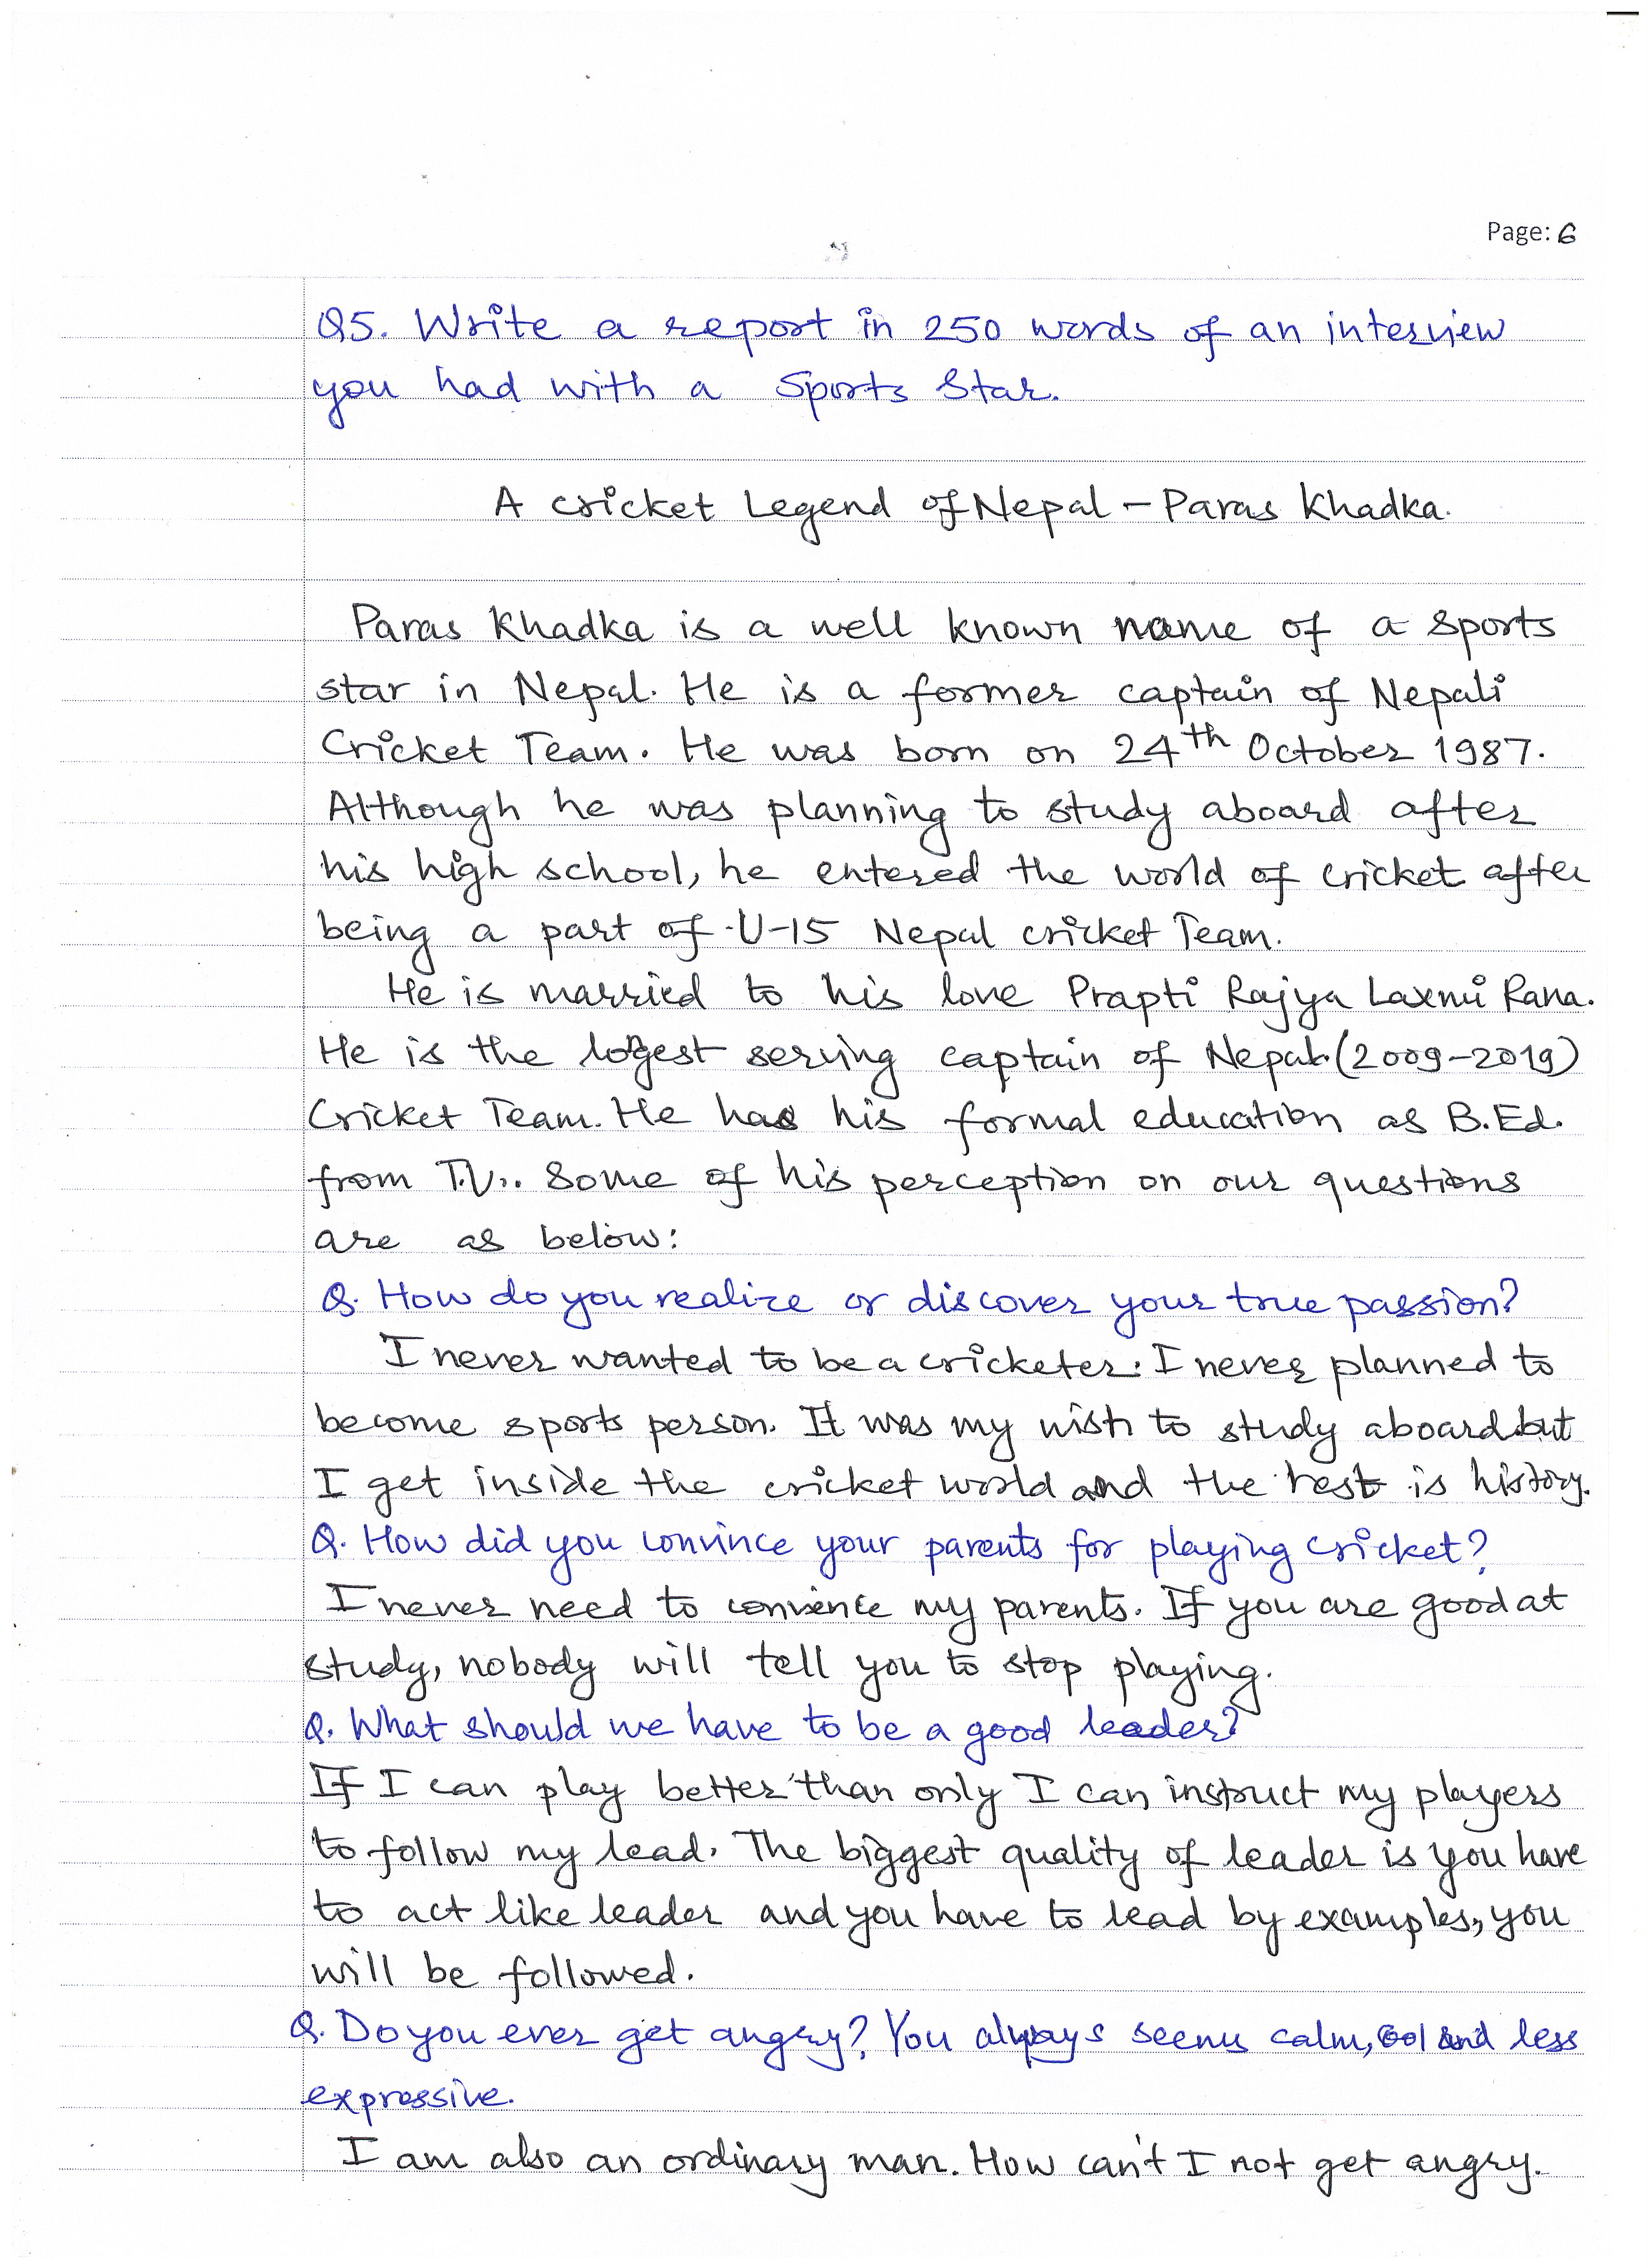 Page: 6
Q5. Write a report in 250 words of an interview
you had with a Sports Star.
A cricket Legend of Nepal - Paras Khadka.
Paras Khadka is a well known name of a sports
star in Nepal. He is a former captain of Nepali
Cricket Team. He was born on 24th October 1987.
Although he was planning to study aboard after
his high school, he entered the world of cricket after
being a part of U-15 Nepal cricket Team.
He is married to his love Prapti Rajya Laxmi Rana.
He is the logest serving captain of Nepal (2009-2019)
Cricket Team. He has his formal education as B.Ed.
from T.U.. Some of his perception on our questions
are as below:
Q. How do you realize or discover your true passion?
I never wanted to be a cricketer. I never planned to
become sports person. It was my wish to study aboard but
I get inside the cricket world and the rest is history.
Q. How did you convince your parents for playing cricket?
I never need to convience my parents. If you are good at
study, nobody will tell you to stop playing.
Q. What should we have to be a good leader?
If I can play better than only I can instruct my players
to follow my lead. The biggest quality of leader is you have
to act like leader and you have to lead by examples, you
will be followed.
Q. Do you ever get angry? You always seems calm, cool and less
expressive.
I am also an ordinary man. How can't I not get angry.